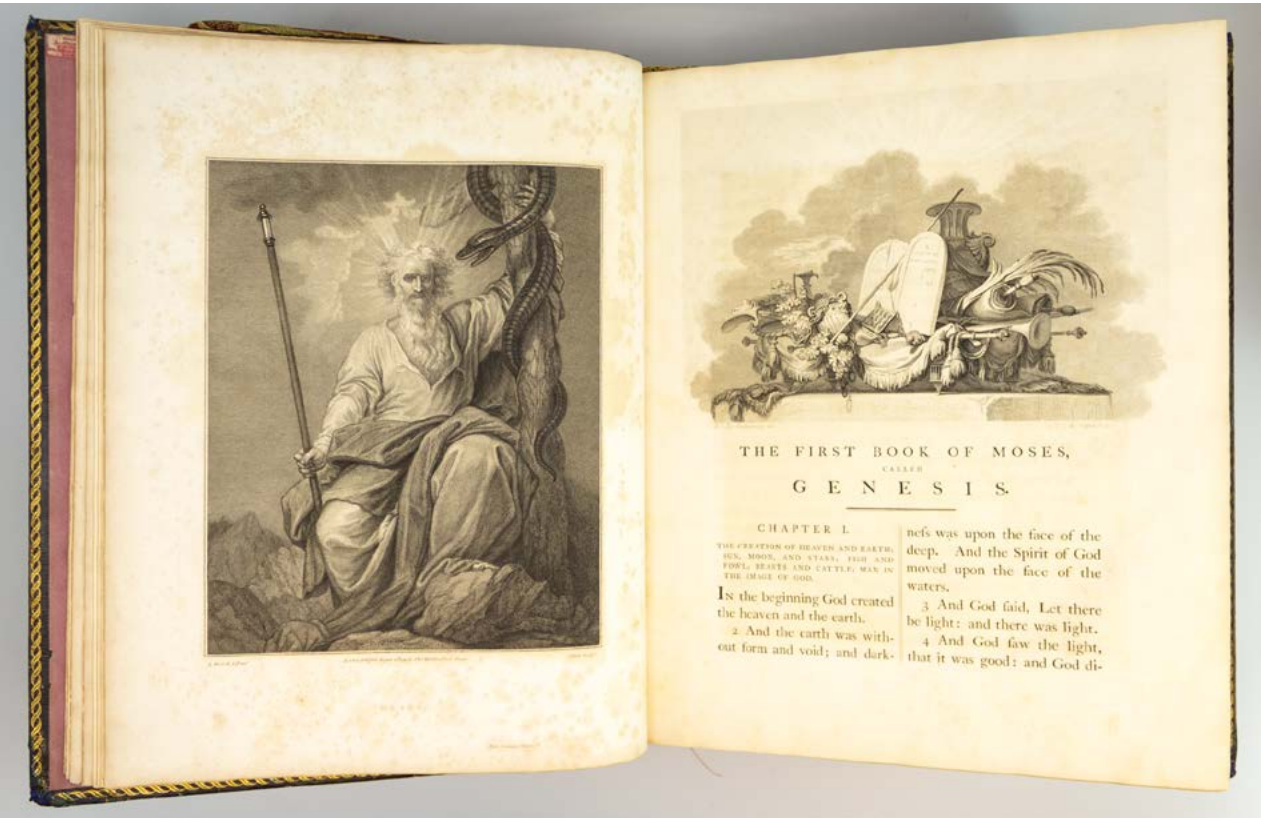 THE FIRST BOOK OF MOSES,
CALLED
GENESIS.
CHAPTER I.
THE CREATION OF HEAVEN AND EARTH;
SUN, MOON, AND STARS; FISH AND
FOWL; BEASTS AND CATTLE; MAN IN
THE IMAGE OF GOD.
IN the beginning God created
the heaven and the earth.
2 And the earth was with-
out form and void; and dark-
neſs was upon the face of the
deep. And the Spirit of God
moved upon the face of the
waters.
3 And God ſaid, Let there
be light: and there was light.
4 And God ſaw the light,
that it was good: and God di-